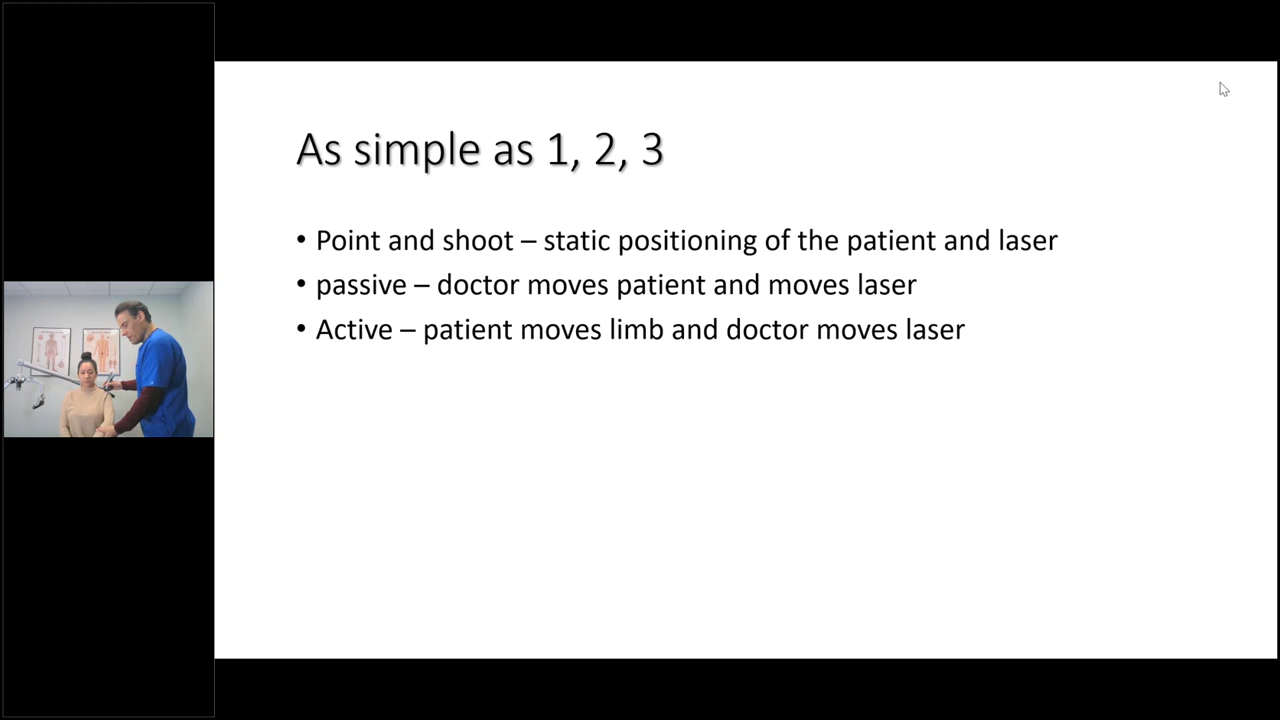 As simple as 1, 2, 3
• Point and shoot – static positioning of the patient and laser
• passive – doctor moves patient and moves laser
• Active – patient moves limb and doctor moves laser